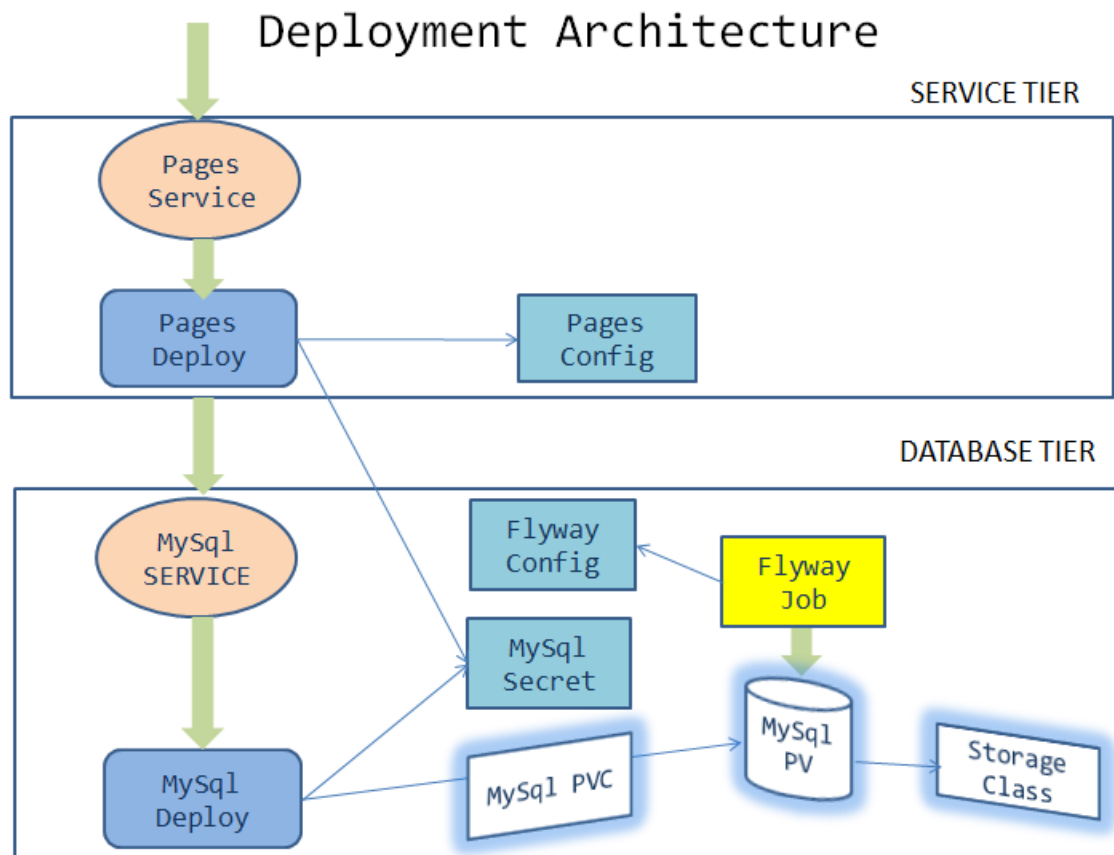 Deployment Architecture
SERVICE TIER
Pages
Service
Pages
Deploy
Pages
Config
DATABASE TIER
MySql
SERVICE
Flyway
Config
Flyway
Job
MySql
Secret
MySql
Deploy
MySql PVC
MySql
PV
Storage
Class